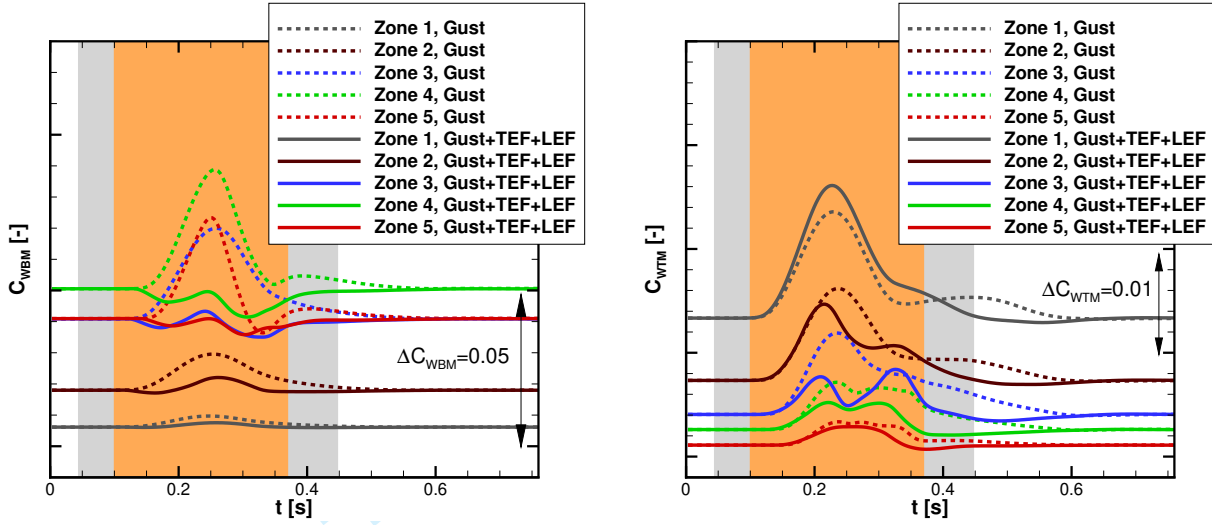 Zone 1, Gust
Zone 2, Gust
Zone 3, Gust
Zone 4, Gust
Zone 5, Gust
Zone 1, Gust+TEF+LEF
Zone 2, Gust+TEF+LEF
Zone 3, Gust+TEF+LEF
Zone 4, Gust+TEF+LEF
Zone 5, Gust+TEF+LEF
C_WBM [-]
ΔC_WBM=0.05
0 0.2 0.4 0.6
t [s]
Zone 1, Gust
Zone 2, Gust
Zone 3, Gust
Zone 4, Gust
Zone 5, Gust
Zone 1, Gust+TEF+LEF
Zone 2, Gust+TEF+LEF
Zone 3, Gust+TEF+LEF
Zone 4, Gust+TEF+LEF
Zone 5, Gust+TEF+LEF
C_WTM [-]
ΔC_WTM=0.01
0 0.2 0.4 0.6
t [s]